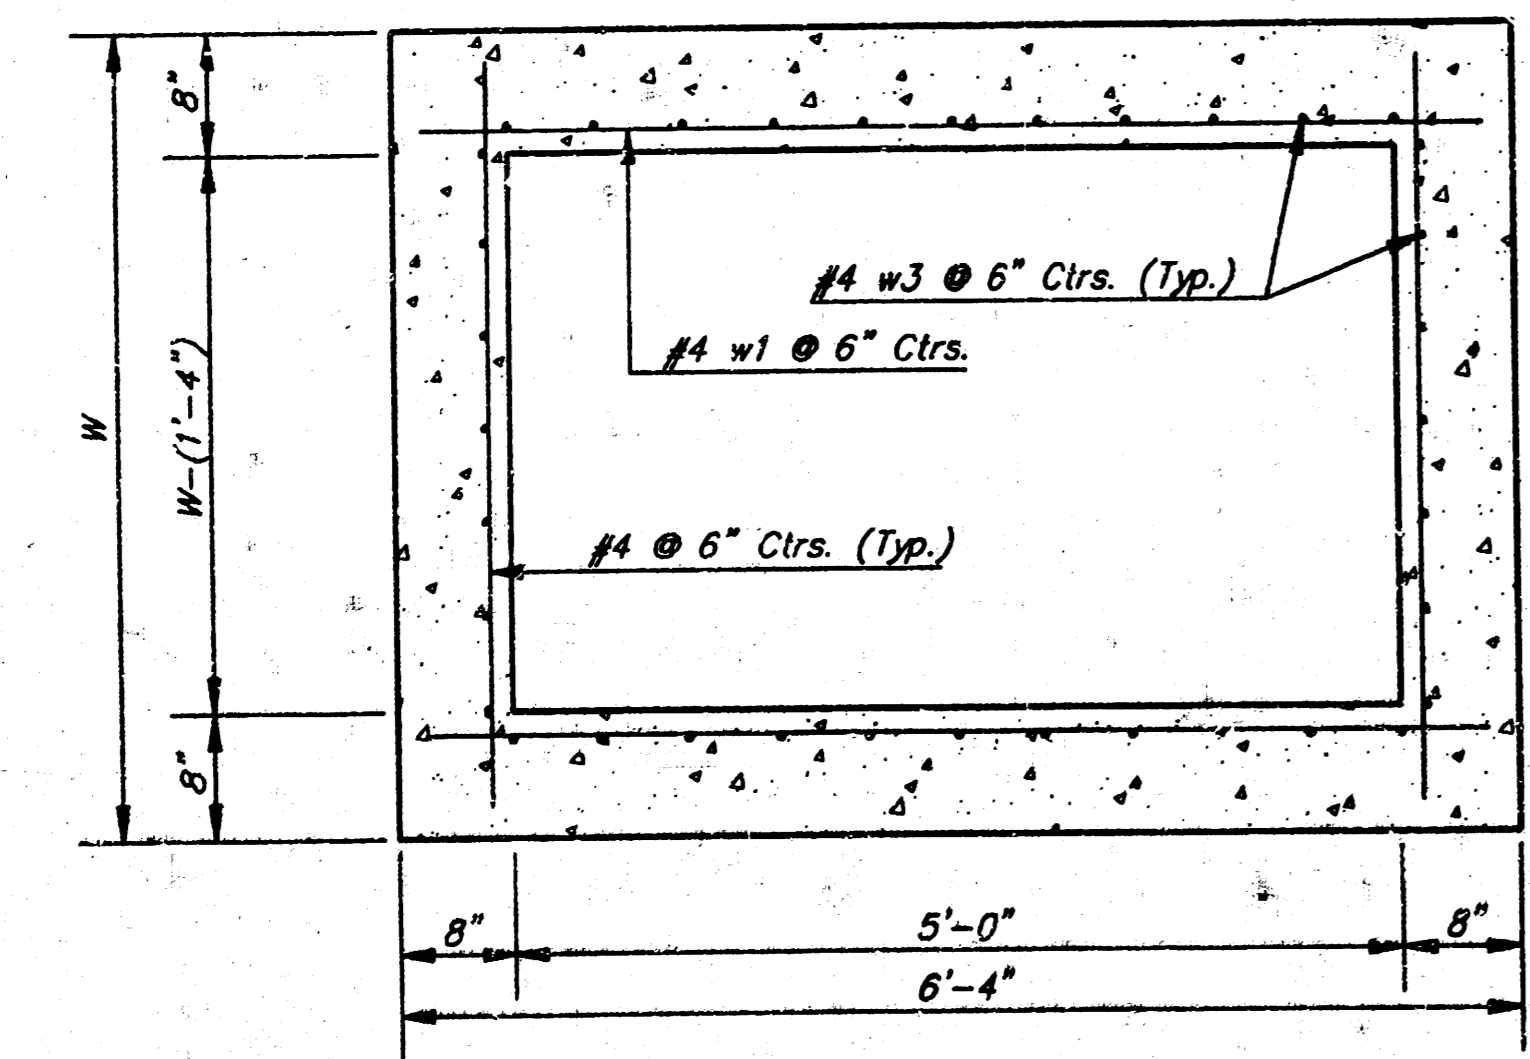 8"
#4 w3 @ 6" Ctrs. (Typ.)
#4 w1 @ 6" Ctrs.
W
W-(1'-4")
#4 @ 6" Ctrs. (Typ.)
8"
8"
5'-0"
8"
6'-4"